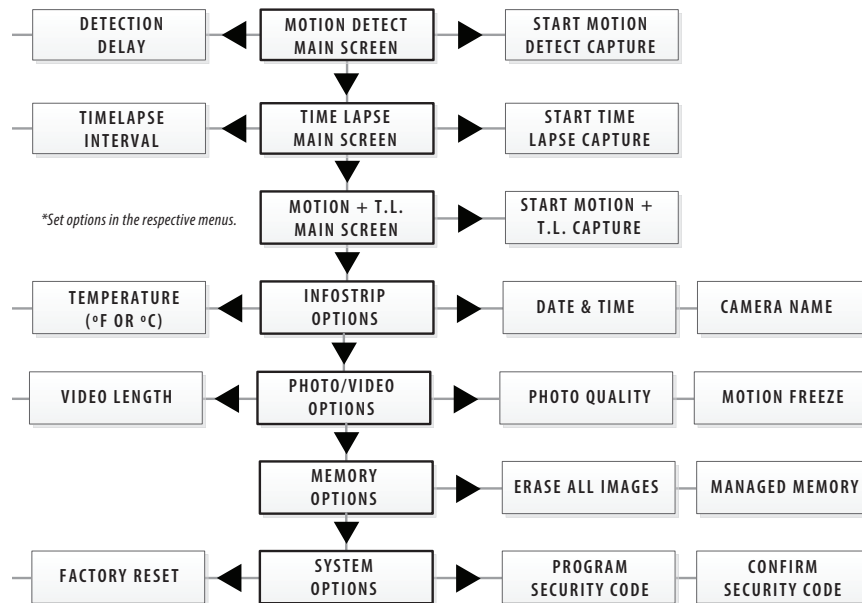 DETECTION
DELAY
MOTION DETECT
MAIN SCREEN
START MOTION
DETECT CAPTURE
TIMELAPSE
INTERVAL
TIME LAPSE
MAIN SCREEN
START TIME
LAPSE CAPTURE
*Set options in the respective menus.
MOTION + T.L.
MAIN SCREEN
START MOTION +
T.L. CAPTURE
TEMPERATURE
(ºF OR ºC)
INFOSTRIP
OPTIONS
DATE & TIME
CAMERA NAME
VIDEO LENGTH
PHOTO/VIDEO
OPTIONS
PHOTO QUALITY
MOTION FREEZE
MEMORY
OPTIONS
ERASE ALL IMAGES
MANAGED MEMORY
FACTORY RESET
SYSTEM
OPTIONS
PROGRAM
SECURITY CODE
CONFIRM
SECURITY CODE